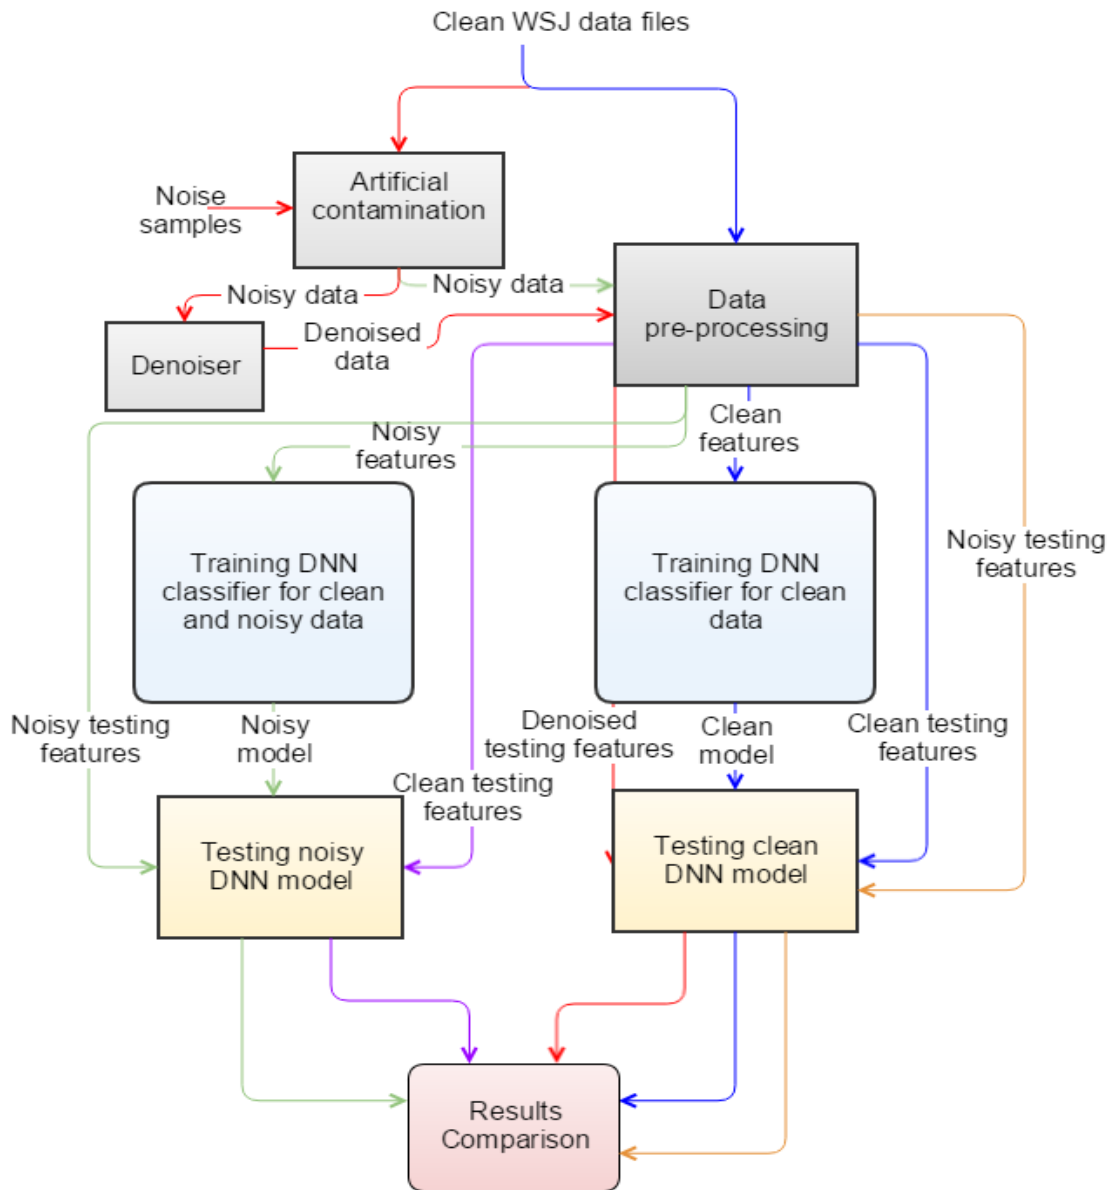 Clean WSJ data files
Artificial
contamination
Noise
samples
Noisy data
Noisy data
Data
pre-processing
Denoiser
Denoised
data
Noisy
features
Clean
features
Training DNN
classifier for clean
and noisy data
Training DNN
classifier for clean
data
Noisy testing
features
Noisy testing
features
Noisy
model
Clean testing
features
Denoised
testing features
Clean
model
Clean testing
features
Testing noisy
DNN model
Testing clean
DNN model
Results
Comparison